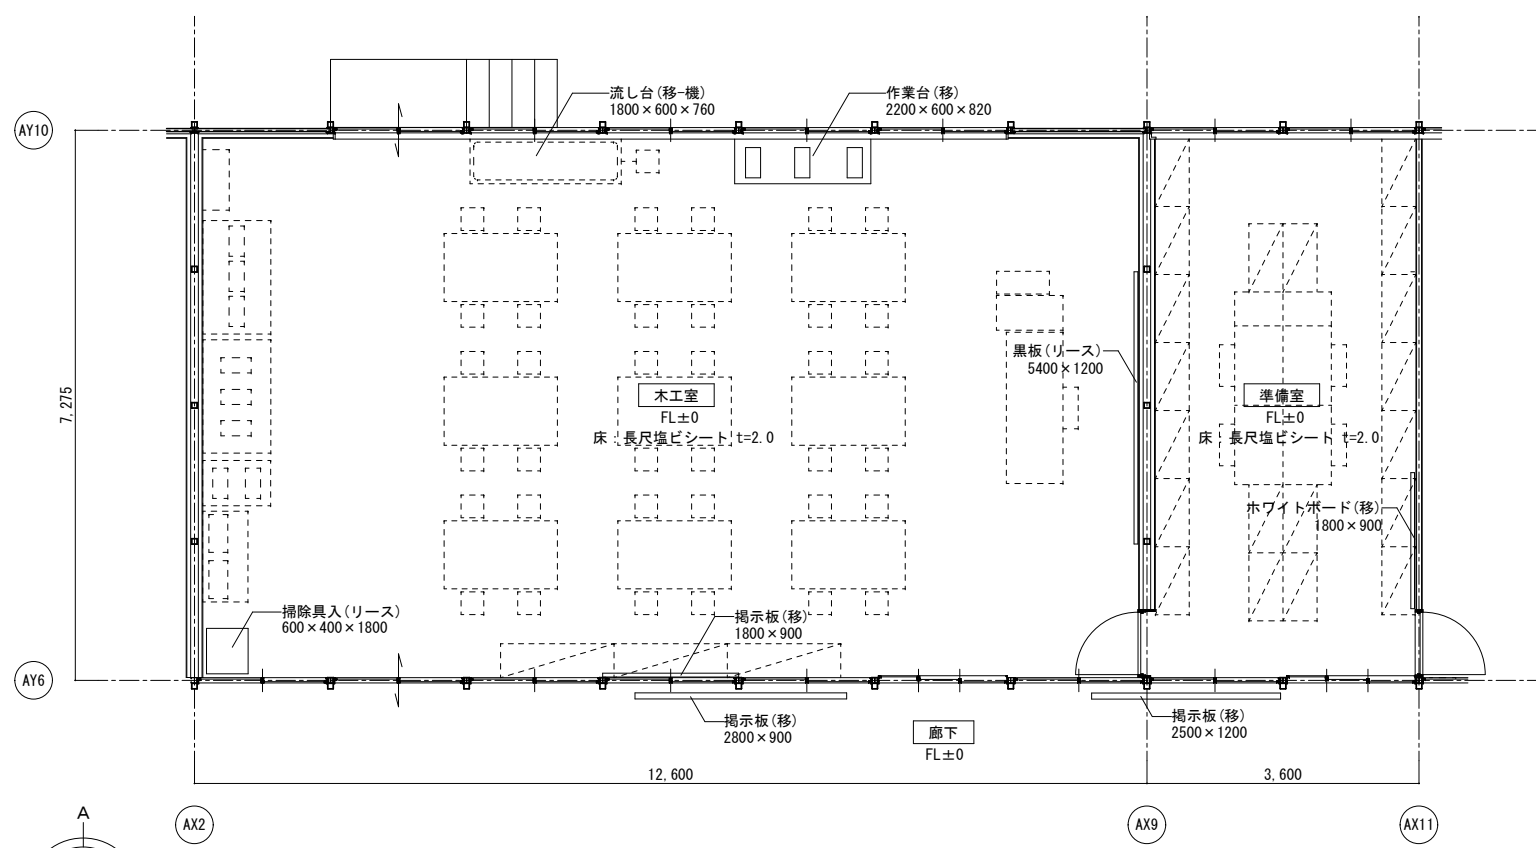 流し台(移-機)
1800×600×760
作業台(移)
2200×600×820
AY10
7,275
黒板(リース)
5400×1200
木工室
FL±0
床：長尺塩ビシート t=2.0
準備室
FL±0
床：長尺塩ビシート t=2.0
ホワイトボード(移)
1800×900
掃除具入(リース)
600×400×1800
掲示板(移)
1800×900
AY6
掲示板(移)
2800×900
廊下
FL±0
掲示板(移)
2500×1200
12,600
3,600
A
AX2
AX9
AX11